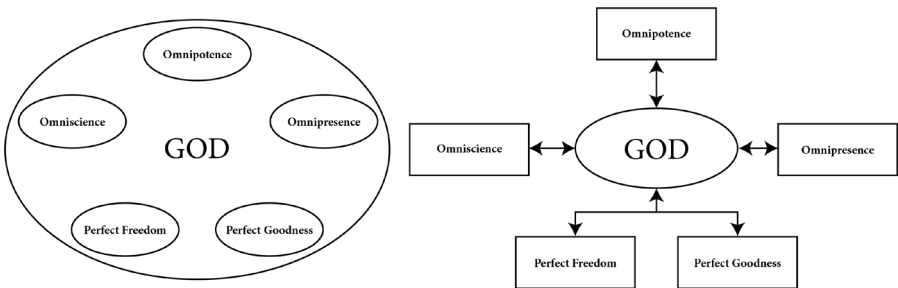 Omnipotence
Omniscience
Omnipresence
GOD
Perfect Freedom
Perfect Goodness
Omnipotence
Omniscience
GOD
Omnipresence
Perfect Freedom
Perfect Goodness